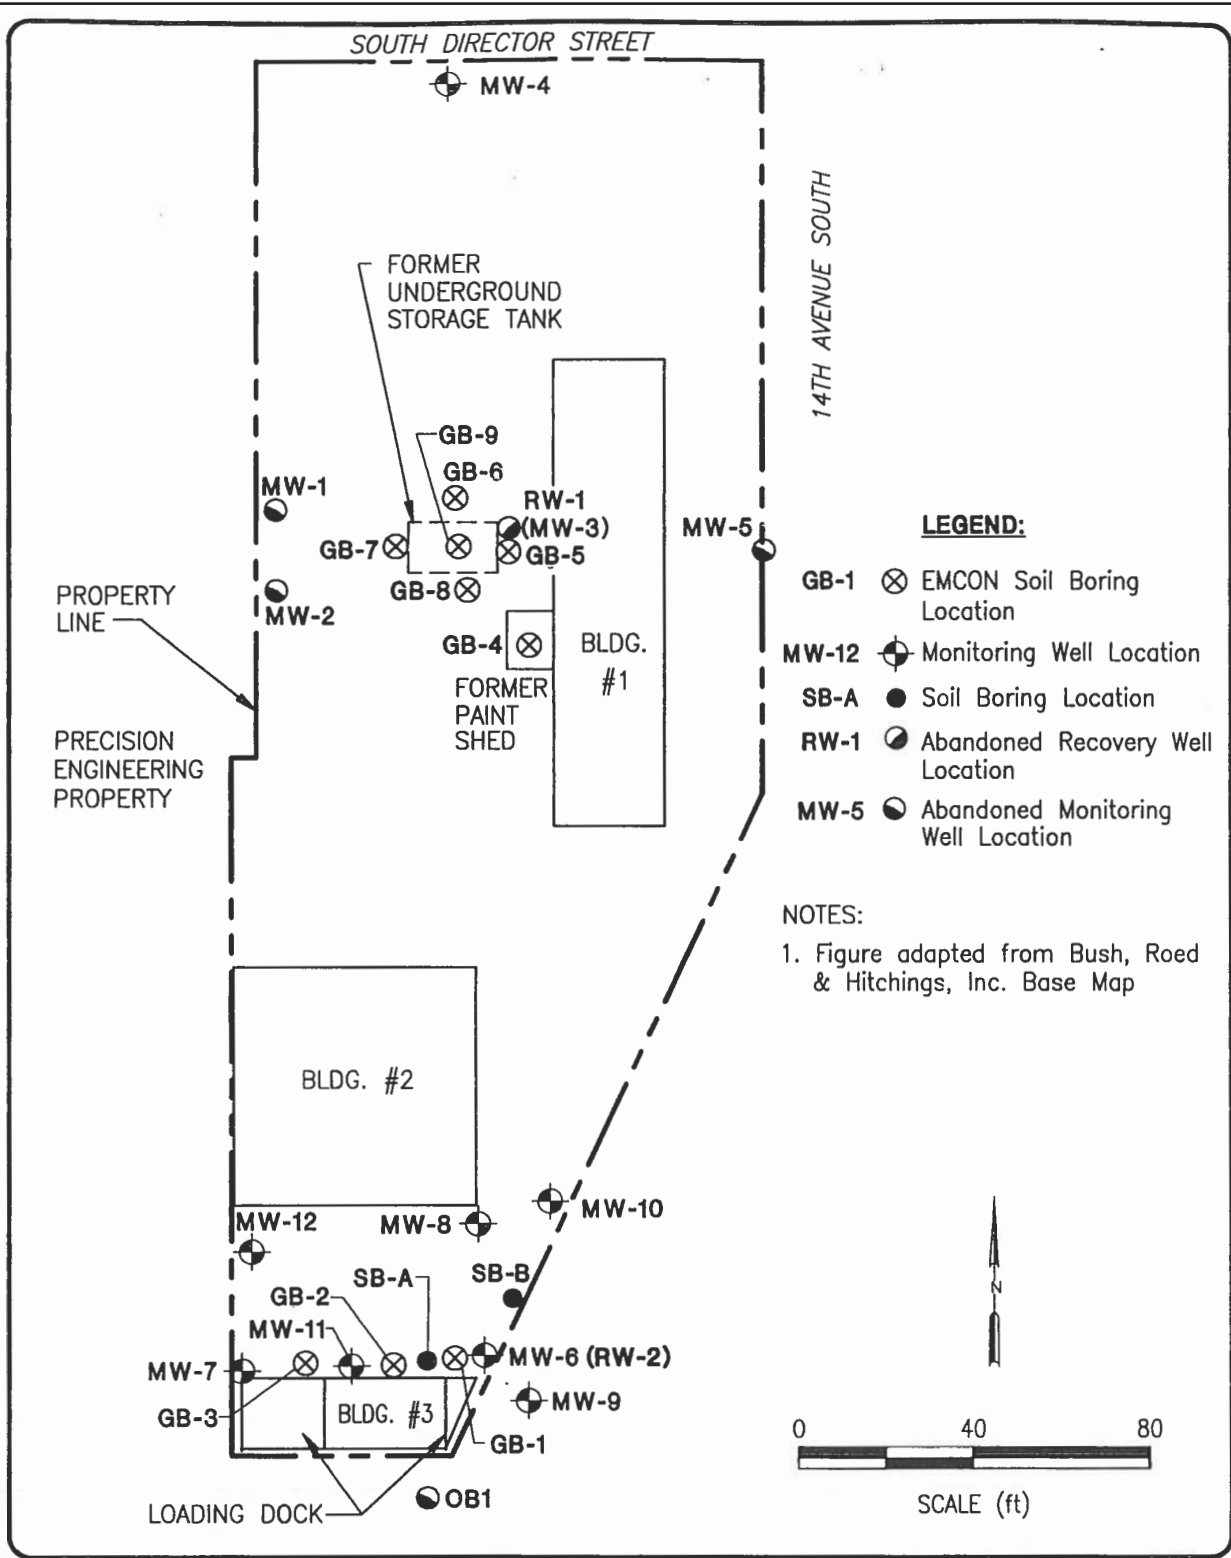 SOUTH DIRECTOR STREET
MW-4
14TH AVENUE SOUTH
FORMER
UNDERGROUND
STORAGE TANK
GB-9
GB-6
MW-1
RW-1
(MW-3)
MW-5
GB-7
GB-5
GB-8
MW-2
PROPERTY
LINE
GB-4
BLDG.
#1
FORMER
PAINT
SHED
PRECISION
ENGINEERING
PROPERTY
LEGEND:
GB-1 EMCON Soil Boring
Location
MW-12 Monitoring Well Location
SB-A Soil Boring Location
RW-1 Abandoned Recovery Well
Location
MW-5 Abandoned Monitoring
Well Location
NOTES:
1. Figure adapted from Bush, Roed
& Hitchings, Inc. Base Map
BLDG. #2
MW-12
MW-8
MW-10
SB-A
SB-B
GB-2
MW-11
MW-7
MW-6 (RW-2)
MW-9
GB-3
BLDG. #3
GB-1
LOADING DOCK
OB1
N
0 40 80
SCALE (ft)